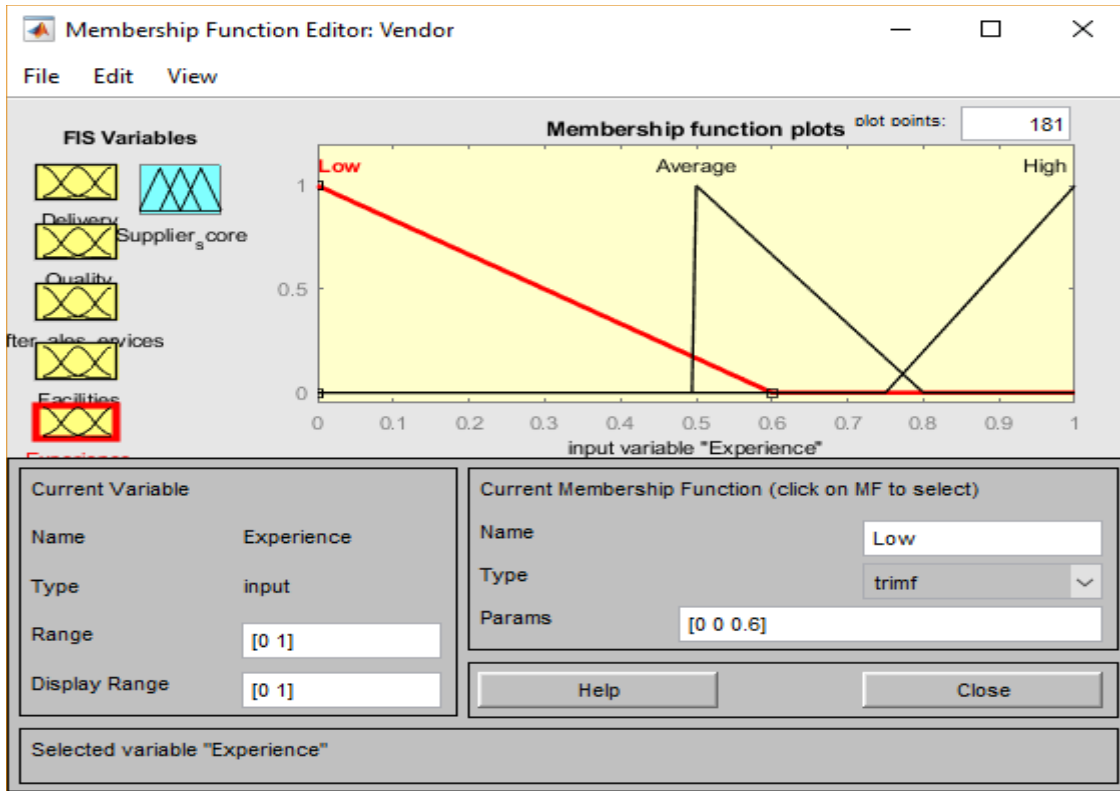 Membership Function Editor: Vendor
File Edit View
FIS Variables
Delivery
Supplier_score
Quality
fter_ales_ervices
Facilities
Experience
Membership function plots
plot points: 181
Low Average High
1
0.5
0
0 0.1 0.2 0.3 0.4 0.5 0.6 0.7 0.8 0.9 1
input variable "Experience"
Current Variable
Name Experience
Type input
Range [0 1]
Display Range [0 1]
Current Membership Function (click on MF to select)
Name Low
Type trimf
Params [0 0 0.6]
Help Close
Selected variable "Experience"